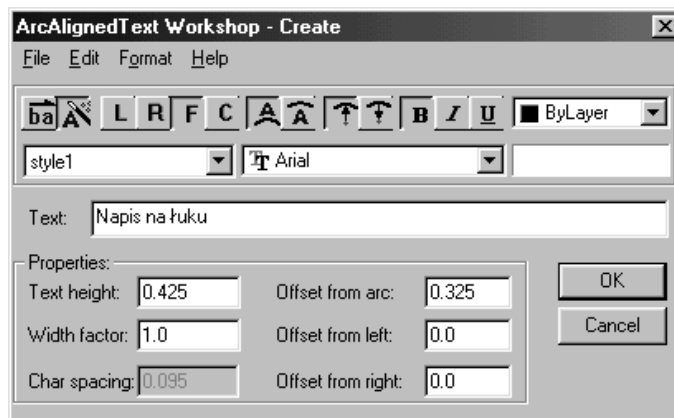 ArcAlignedText Workshop - Create
File Edit Format Help
ba A L R F C A A B I U ByLayer
style1 Arial
Text: Napis na łuku
Properties:
Text height: 0.425 Offset from arc: 0.325 OK
Width factor: 1.0 Offset from left: 0.0 Cancel
Char spacing: 0.095 Offset from right: 0.0